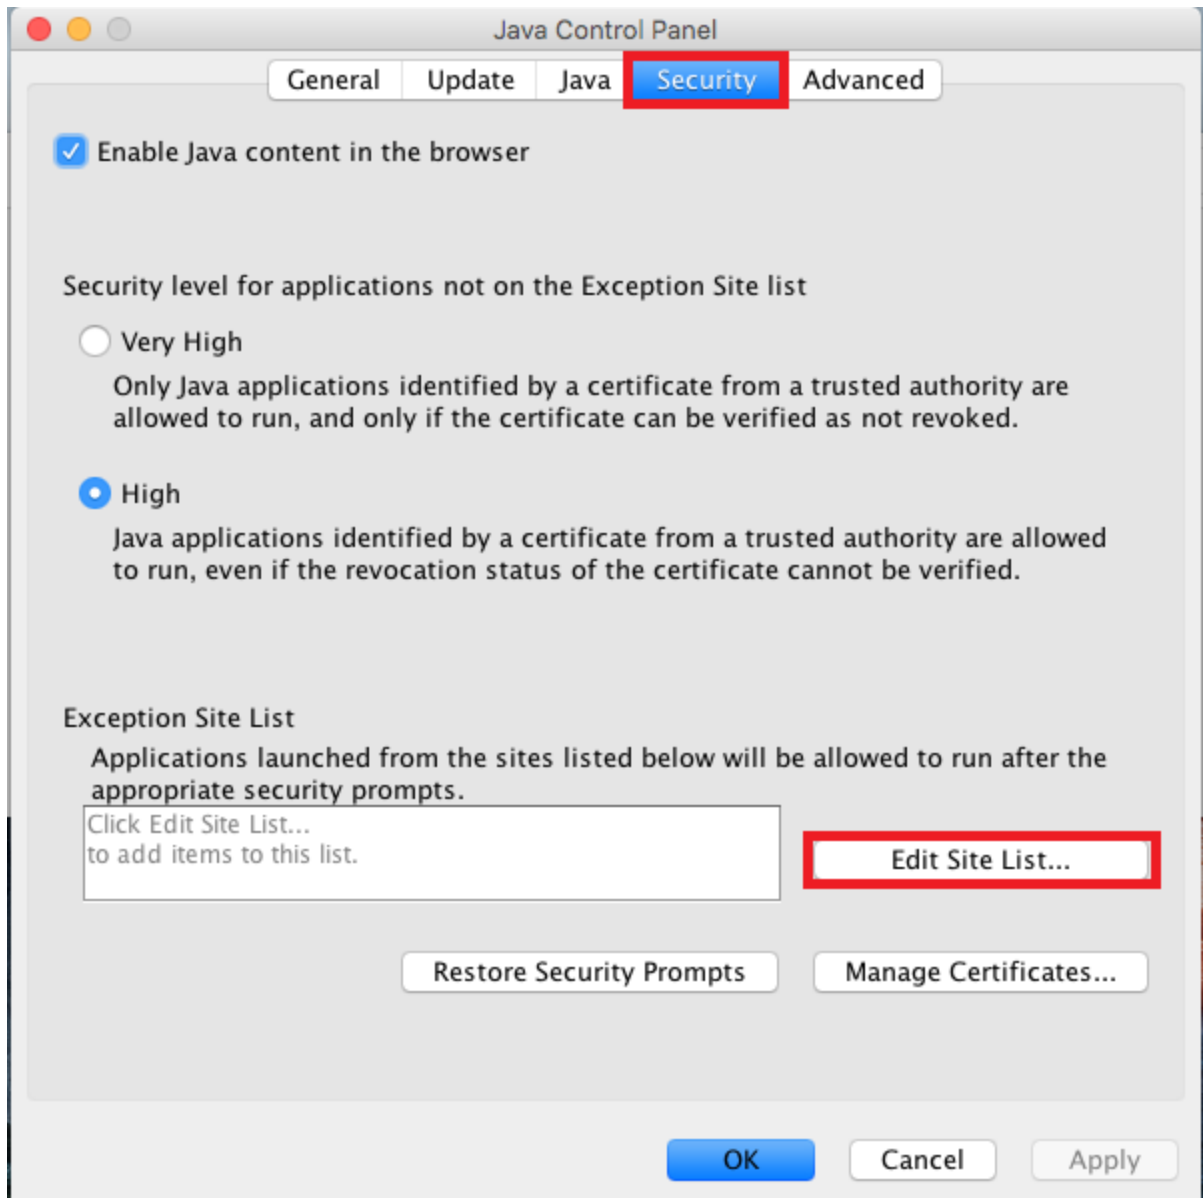 Java Control Panel
General Update Java Security Advanced
Enable Java content in the browser
Security level for applications not on the Exception Site list
Very High
Only Java applications identified by a certificate from a trusted authority are
allowed to run, and only if the certificate can be verified as not revoked.
High
Java applications identified by a certificate from a trusted authority are allowed
to run, even if the revocation status of the certificate cannot be verified.
Exception Site List
Applications launched from the sites listed below will be allowed to run after the
appropriate security prompts.
Click Edit Site List...
to add items to this list.
Edit Site List...
Restore Security Prompts Manage Certificates...
OK Cancel Apply